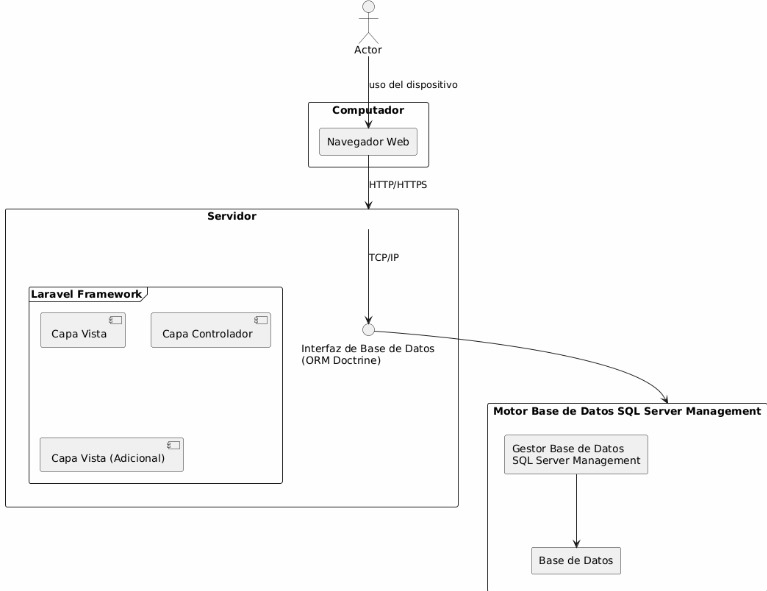 Actor
uso del dispositivo
Computador
Navegador Web
HTTP/HTTPS
Servidor
TCP/IP
Laravel Framework
Capa Vista
Capa Controlador
Interfaz de Base de Datos
(ORM Doctrine)
Motor Base de Datos SQL Server Management
Gestor Base de Datos
SQL Server Management
Capa Vista (Adicional)
Base de Datos